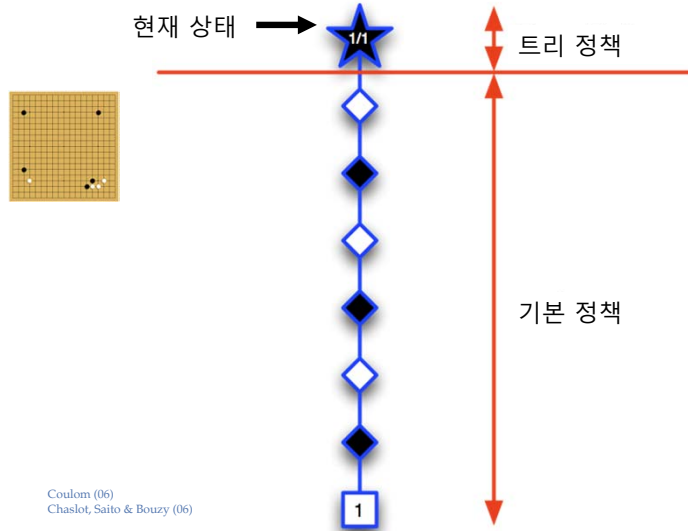 현재 상태
1/1
트리 정책
기본 정책
1
Coulom (06)
Chaslot, Saito & Bouzy (06)